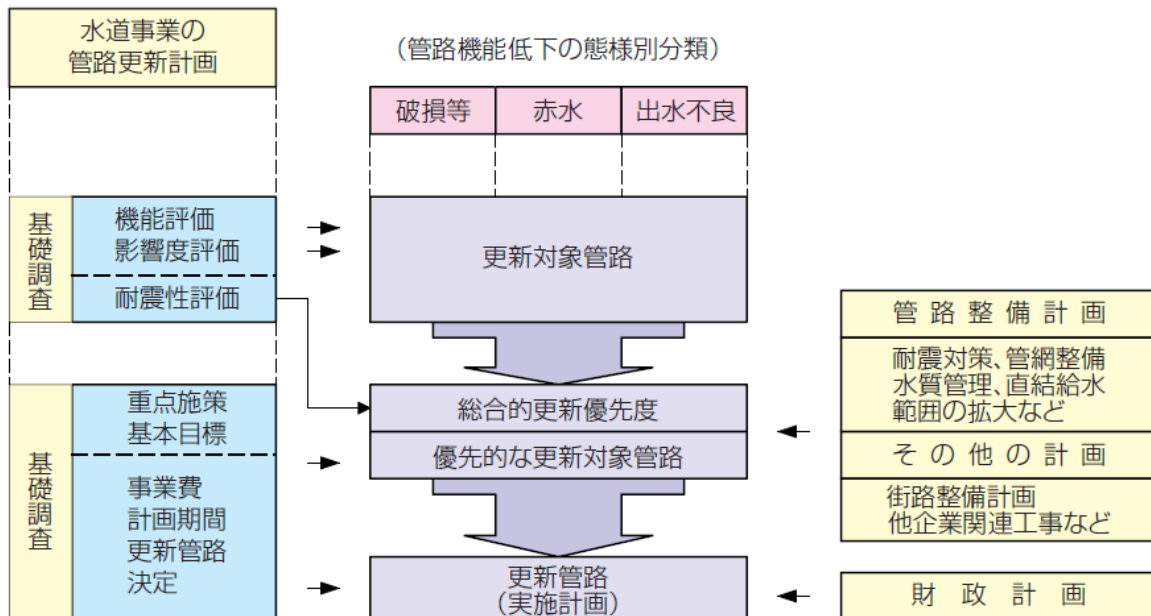 水道事業の
管路更新計画
(管路機能低下の態様別分類)
破損等
赤水
出水不良
基礎調査
機能評価
影響度評価
耐震性評価
更新対象管路
管路整備計画
耐震対策、管網整備
水質管理、直結給水
範囲の拡大など
その他の計画
街路整備計画
他企業関連工事など
基礎調査
重点施策
基本目標
事業費
計画期間
更新管路
決定
総合的更新優先度
優先的な更新対象管路
更新管路
(実施計画)
財政計画